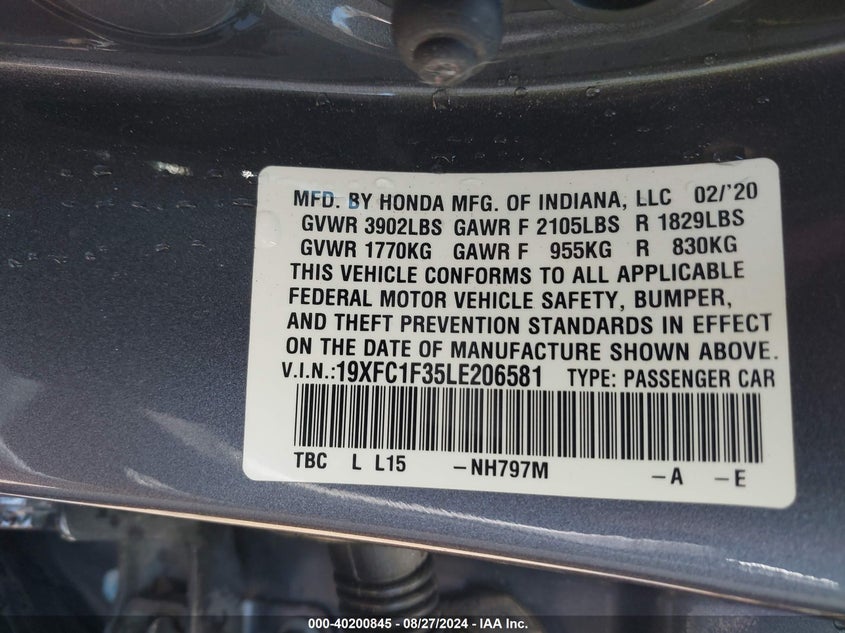 MFD. BY HONDA MFG. OF INDIANA, LLC 02/'20
GVWR 3902LBS GAWR F 2105LBS R 1829LBS
GVWR 1770KG GAWR F 955KG R 830KG
THIS VEHICLE CONFORMS TO ALL APPLICABLE
FEDERAL MOTOR VEHICLE SAFETY, BUMPER,
AND THEFT PREVENTION STANDARDS IN EFFECT
ON THE DATE OF MANUFACTURE SHOWN ABOVE.
V.I.N.:19XFC1F35LE206581 TYPE: PASSENGER CAR
TBC L L15 -NH797M -A -E
000-40200845 - 08/27/2024 - IAA Inc.